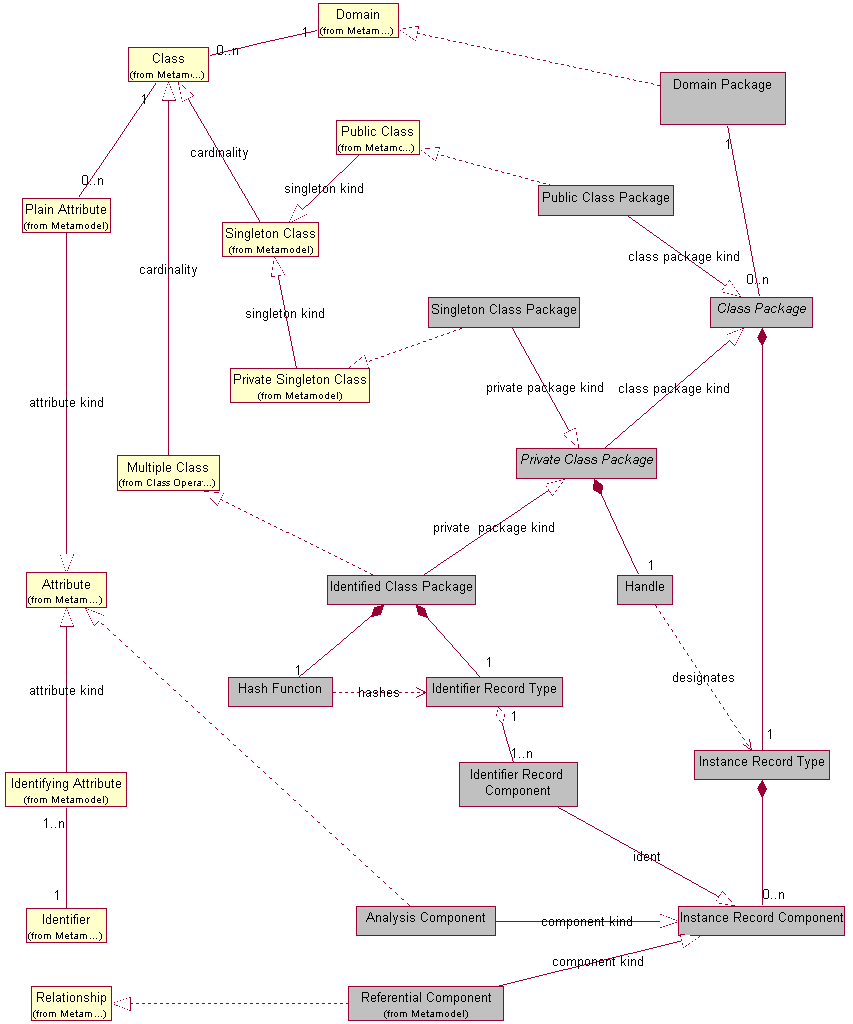 Domain
(from Metam ...)
1
0..n
Class
(from Metam ...)
Domain Package
1
1
Public Class
(from Metam ...)
cardinality
singleton kind
0..n
Public Class Package
Plain Attribute
(from Metamodel)
Singleton Class
(from Metamodel)
class package kind
cardinality
0..n
Singleton Class Package
Class Package
singleton kind
Private Singleton Class
(from Metamodel)
private package kind
class package kind
attribute kind
Multiple Class
(from Class Opera ...)
Private Class Package
private package kind
1
Attribute
(from Metam ...)
Identified Class Package
Handle
1
1
designates
attribute kind
Hash Function
hashes
Identifier Record Type
1
1
1..n
Instance Record Type
Identifying Attribute
(from Metamodel)
Identifier Record
Component
1..n
ident
1
0..n
Identifier
(from Metam ...)
Analysis Component
component kind
Instance Record Component
component kind
Relationship
(from Metam ...)
Referential Component
(from Metamodel)